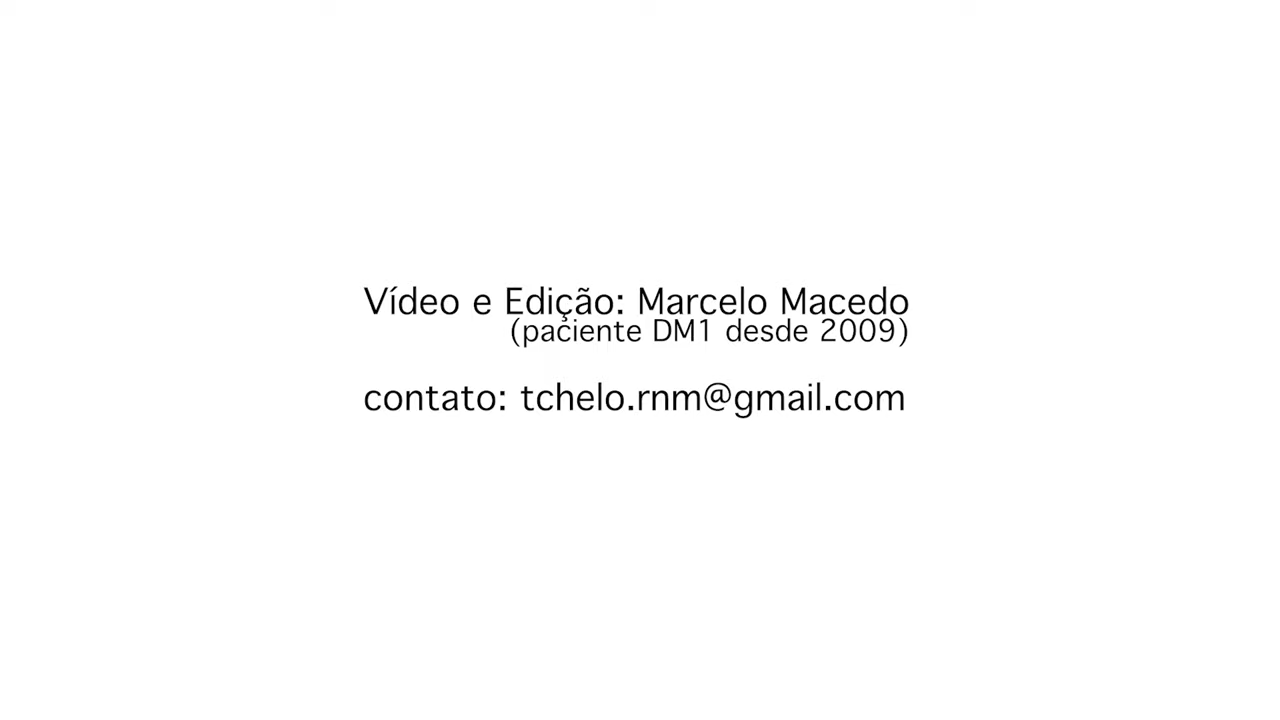 Vídeo e Edição: Marcelo Macedo
(paciente DM1 desde 2009)
contato: tchelo.rnm@gmail.com